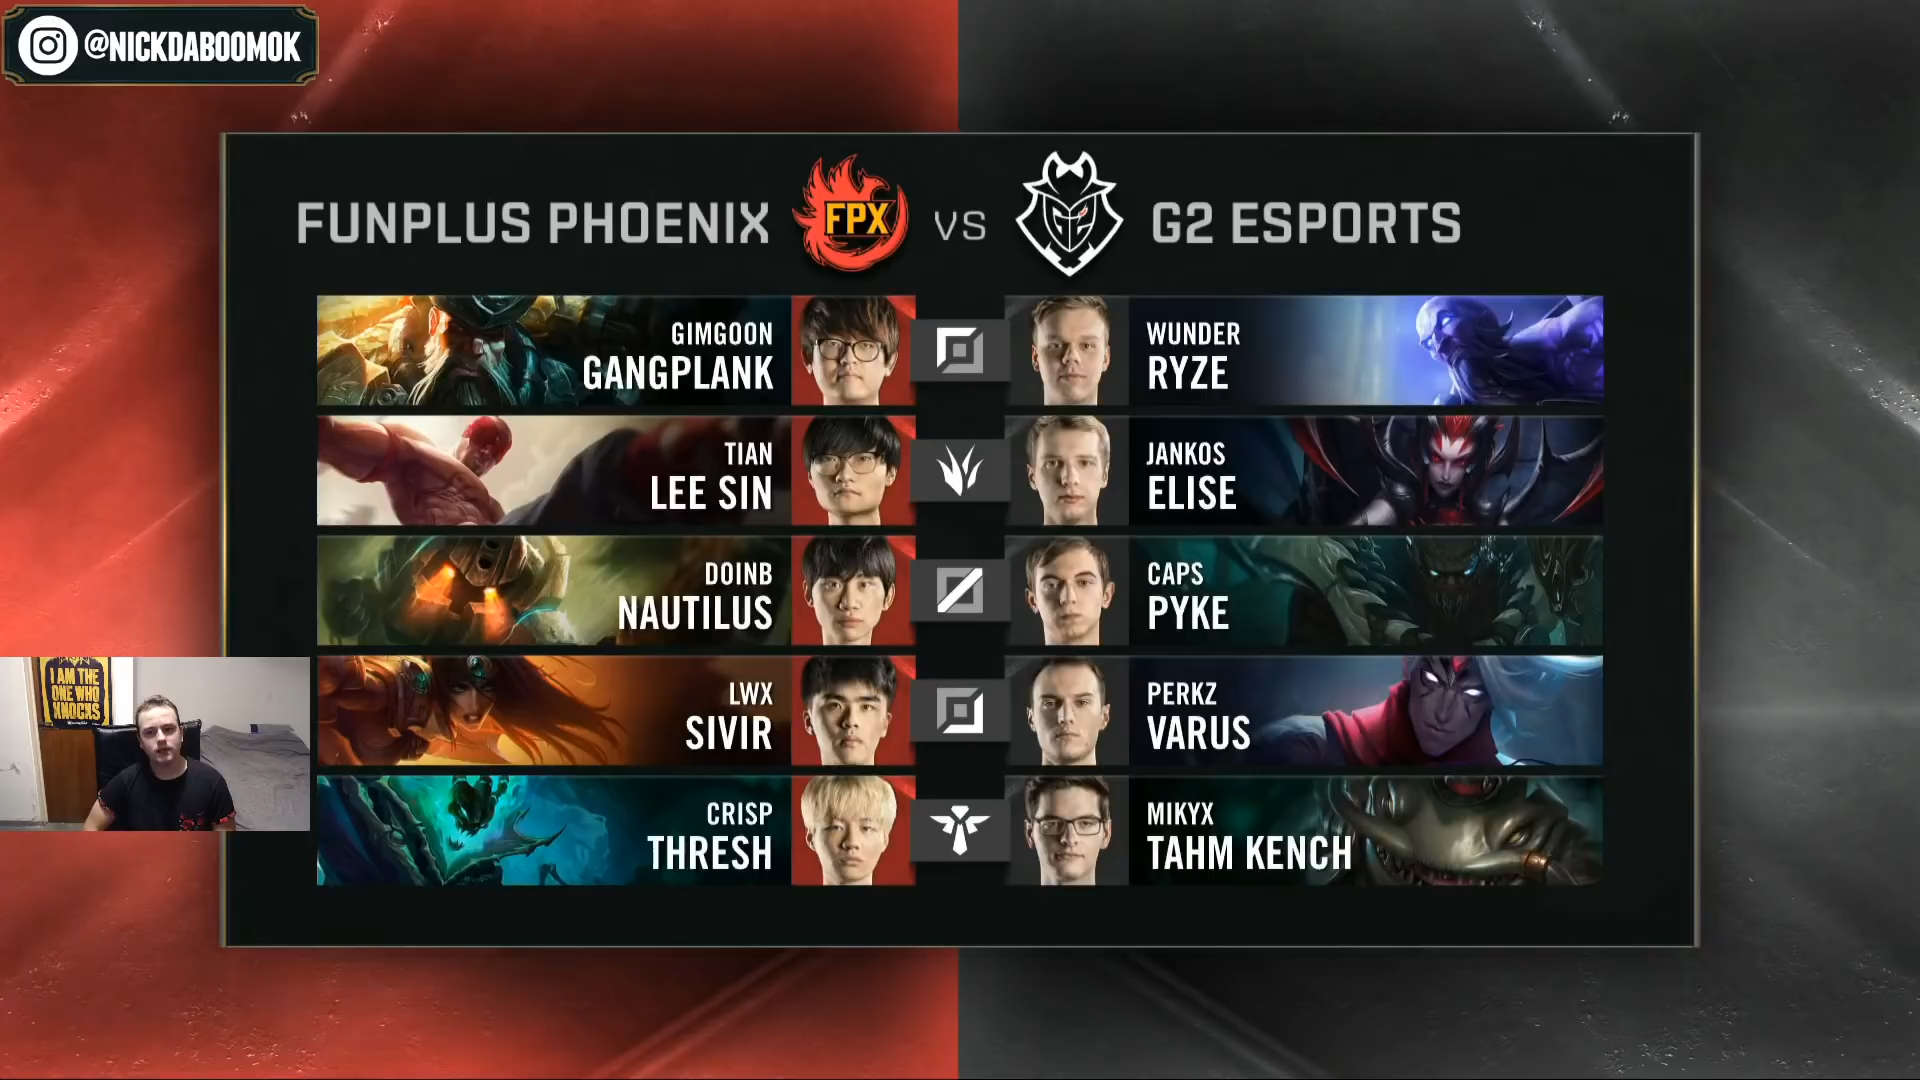 @NICKDABOOMOK
FUNPLUS PHOENIX FPX VS G2 G2 ESPORTS
GIMGOON
GANGPLANK
WUNDER
RYZE
TIAN
LEE SIN
JANKOS
ELISE
DOINB
NAUTILUS
CAPS
PYKE
I AM THE
ONE WHO
KNOCKS
LWX
SIVIR
PERKZ
VARUS
CRISP
THRESH
MIKYX
TAHM KENCH